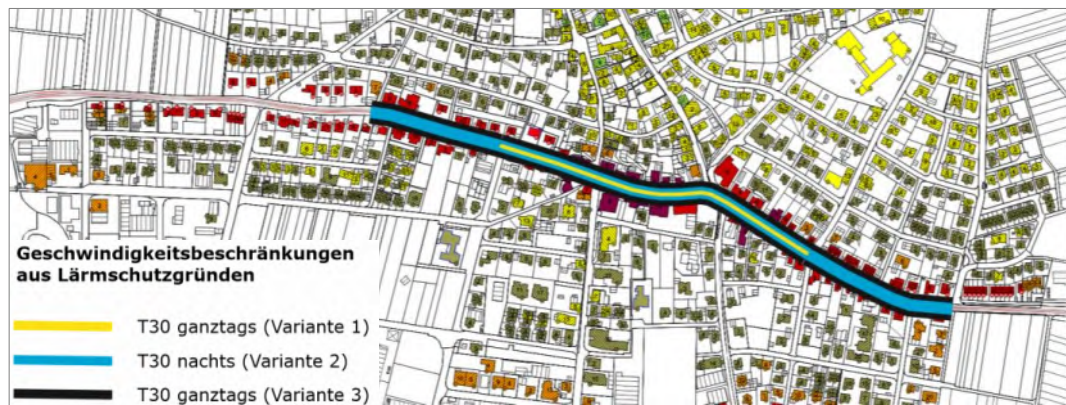 Geschwindigkeitsbeschränkungen
aus Lärmschutzgründen
T30 ganztags (Variante 1)
T30 nachts (Variante 2)
T30 ganztags (Variante 3)